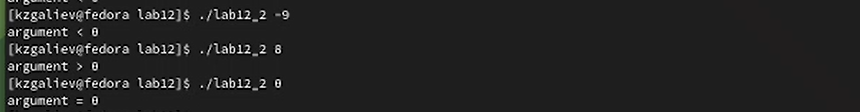 [kzgaliev@fedora lab12]$ ./lab12_2 -9
argument < 0
[kzgaliev@fedora lab12]$ ./lab12_2 8
argument > 0
[kzgaliev@fedora lab12]$ ./lab12_2 0
argument = 0